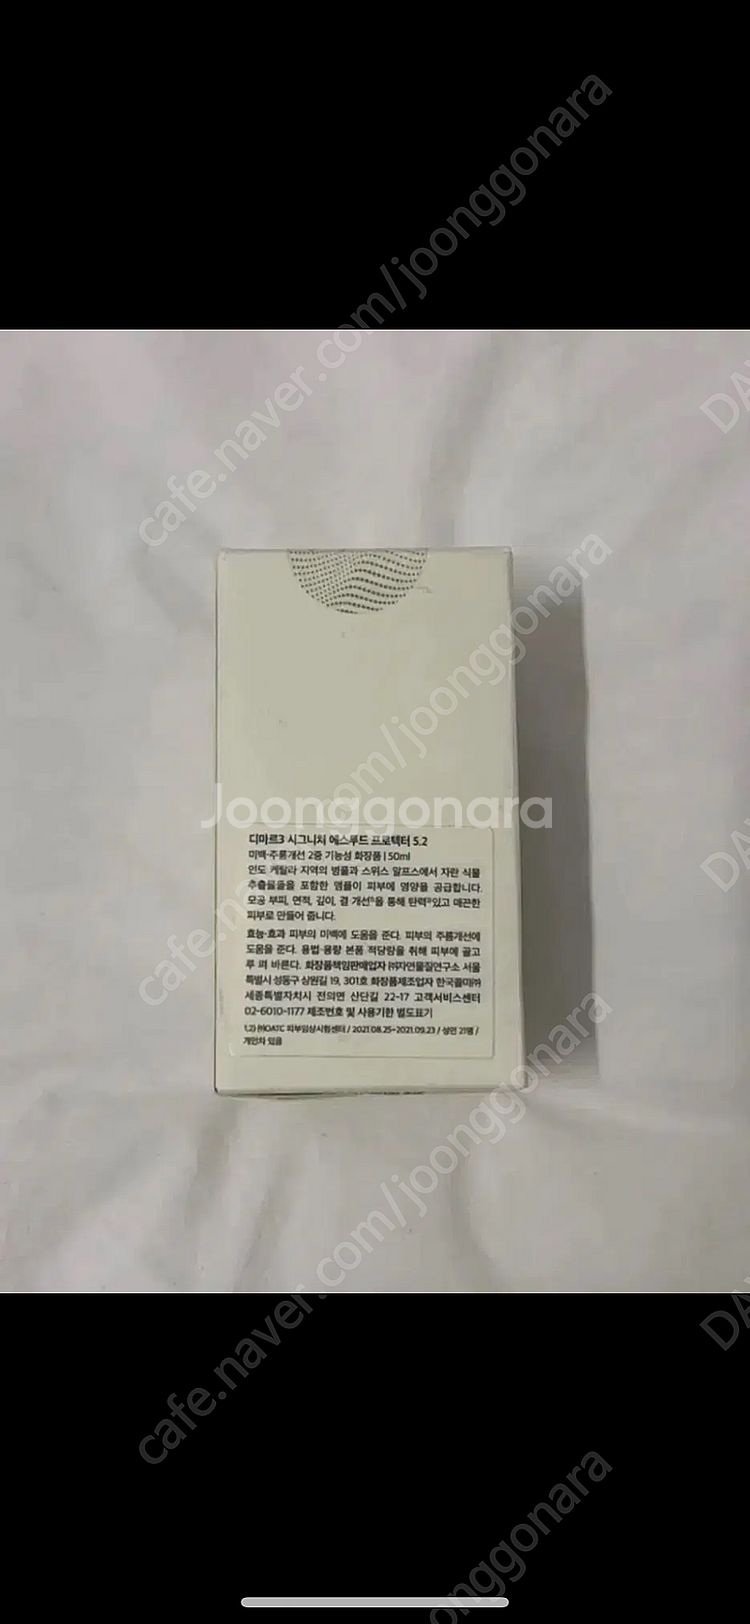 cafe.naver.com/joonggonara
Joonggonara
디마르3 시그니처 에스루드 프로텍터 5.2
미백·주름개선 2중 기능성 화장품 | 50ml
인도 케랄라 지역의 병풀과 스위스 알프스에서 자란 식물
추출물들을 포함한 앰플이 피부에 영양을 공급합니다.
모공 부피, 면적, 깊이, 결 개선¹⁾을 통해 탄력²⁾있고 매끈한
피부로 만들어 줍니다.
효능·효과 피부의 미백에 도움을 준다. 피부의 주름개선에
도움을 준다. 용법·용량 본품 적당량을 취해 피부에 골고
루 펴 바른다. 화장품책임판매업자 ㈜자연물질연구소 서울
특별시 성동구 상원길 19, 301호 화장품제조업자 한국콜마㈜
세종특별자치시 전의면 산단길 22-17 고객서비스센터
02-6010-1177 제조번호 및 사용기한 별도표기
1,2) ㈜OATC 피부임상시험센터 / 2021.08.25~2021.09.23 / 성인 21명 /
개인차 있음
cafe.naver.com/joonggonara
cafe.naver.com/joonggonara